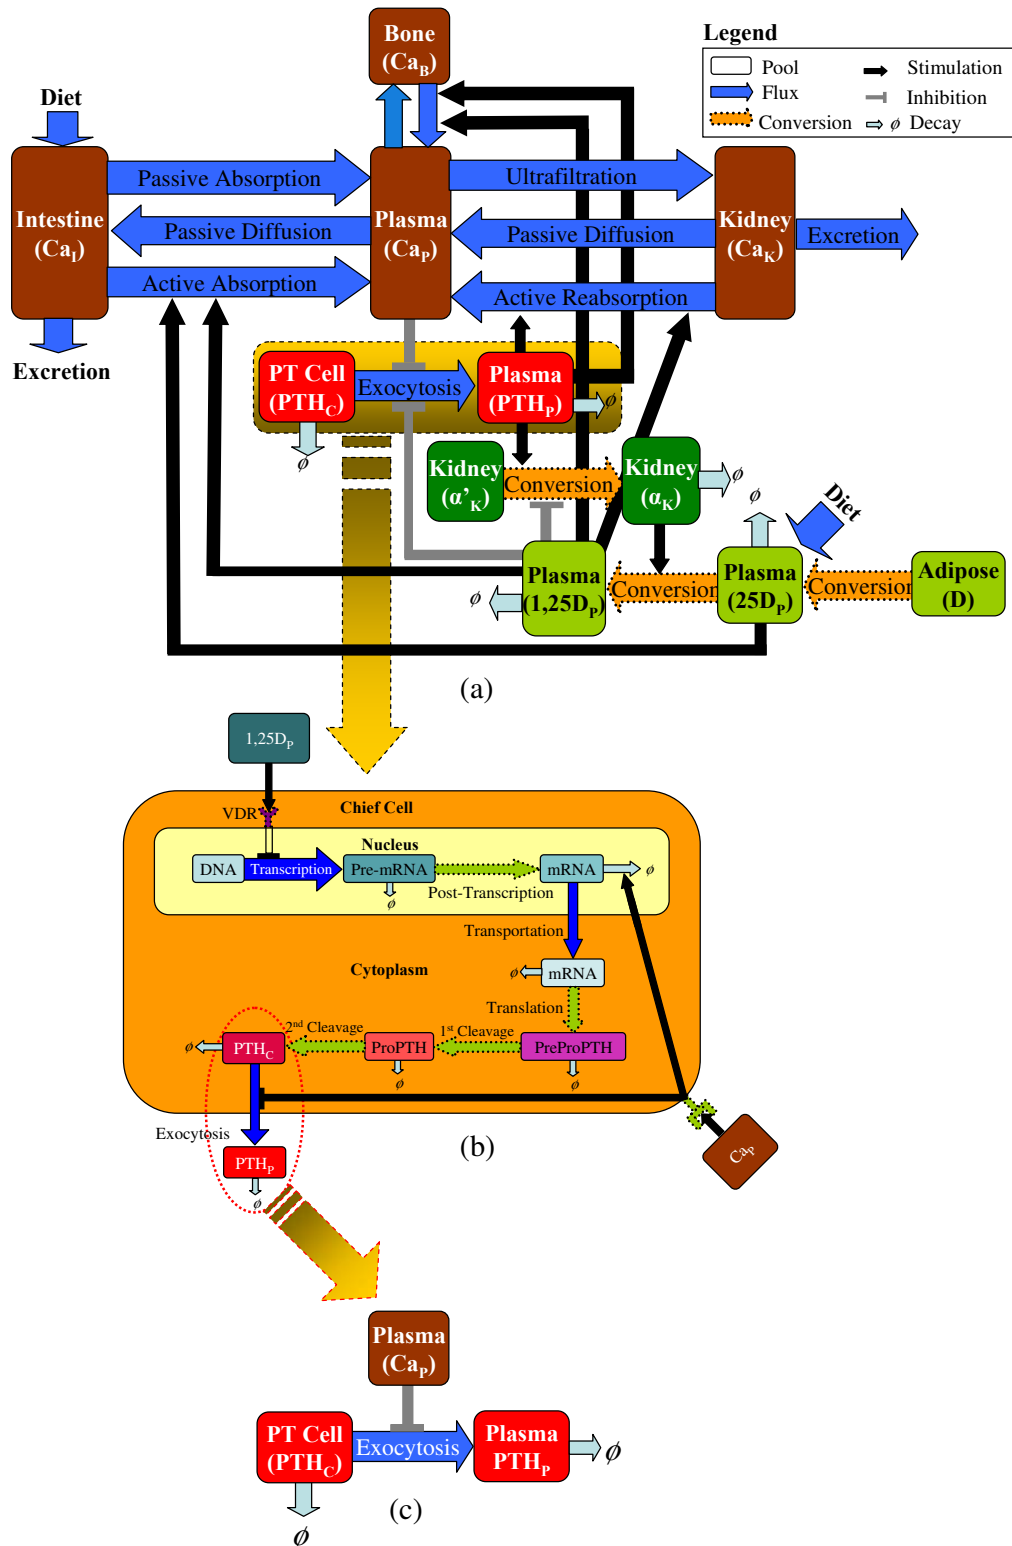 Legend
Pool
Stimulation
Flux
Inhibition
Conversion
ϕ Decay
Bone
(Ca_B)
Diet
Intestine
(Ca_I)
Passive Absorption
Passive Diffusion
Active Absorption
Plasma
(Ca_P)
Ultrafiltration
Passive Diffusion
Active Reabsorption
Kidney
(Ca_K)
Excretion
Excretion
PT Cell
(PTH_C)
Exocytosis
Plasma
(PTH_P)
ϕ
ϕ
Kidney
(α'_K)
Conversion
Kidney
(α_K)
ϕ
ϕ
Diet
Plasma
(1,25D_P)
ϕ
Conversion
Plasma
(25D_P)
Conversion
Adipose
(D)
(a)
1,25D_P
VDR
Chief Cell
Nucleus
DNA
Transcription
Pre-mRNA
ϕ
Post-Transcription
mRNA
ϕ
Transportation
Cytoplasm
ϕ
mRNA
Translation
PreProPTH
ϕ
1st Cleavage
ProPTH
ϕ
2nd Cleavage
PTH_C
ϕ
Exocytosis
PTH_P
ϕ
Ca_P
(b)
Plasma
(Ca_P)
PT Cell
(PTH_C)
Exocytosis
Plasma
PTH_P
ϕ
ϕ
(c)